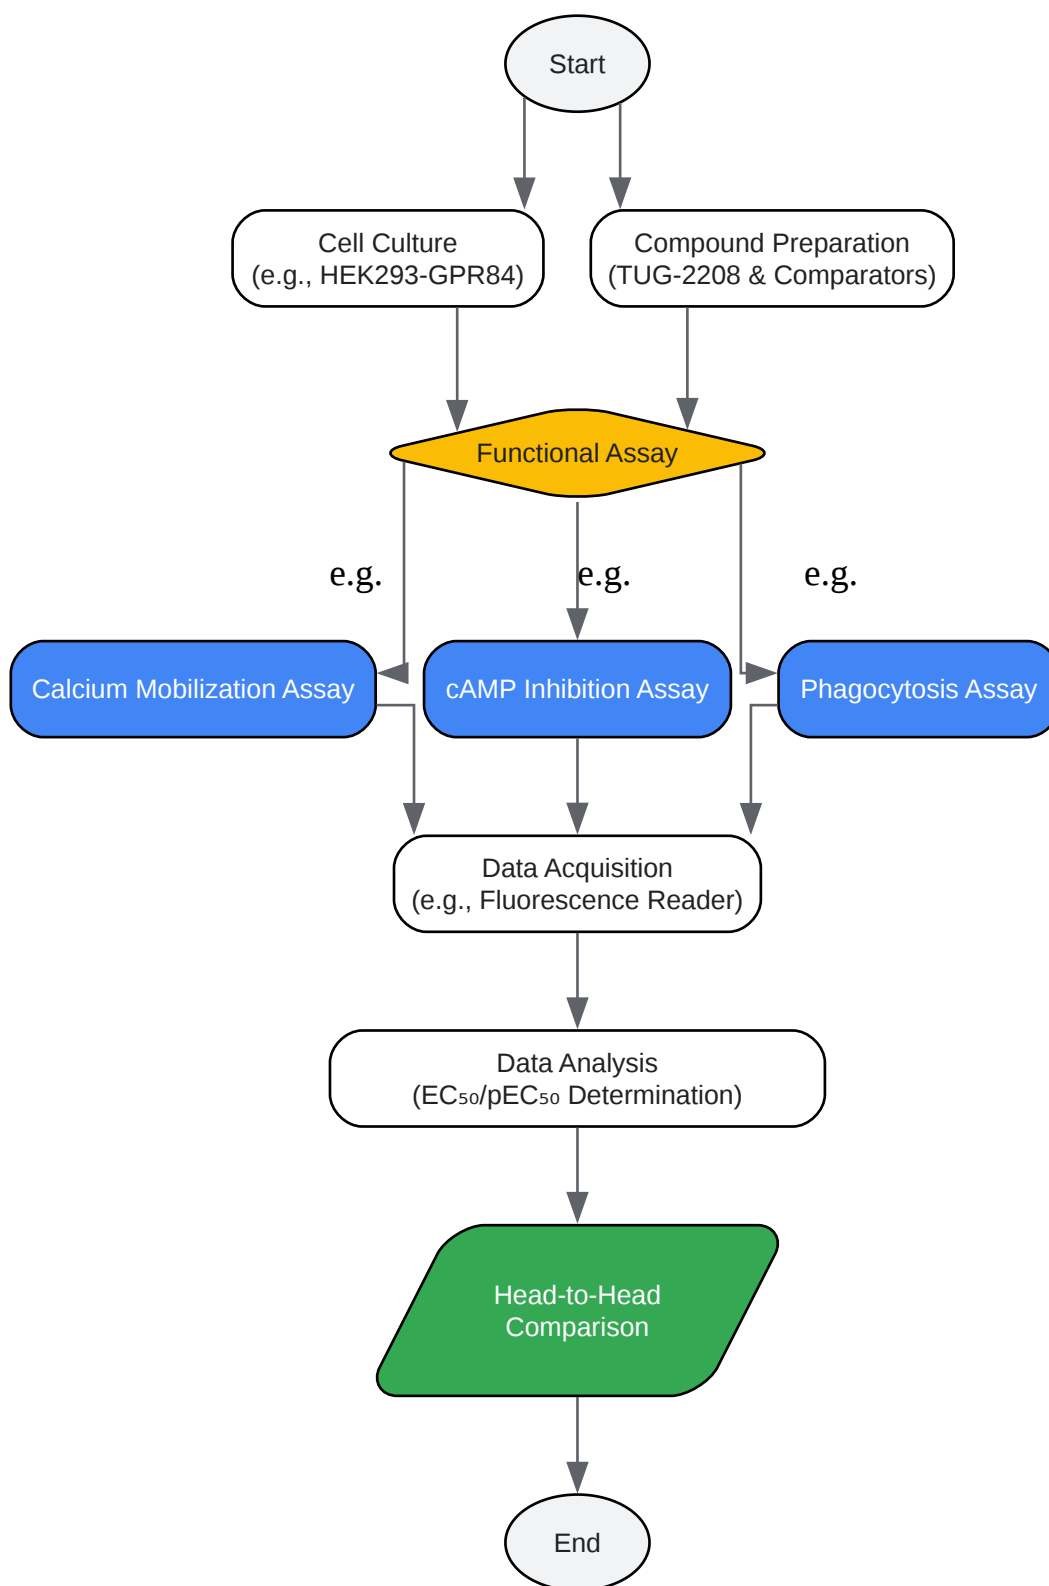 Start
Cell Culture
(e.g., HEK293-GPR84)
Compound Preparation
(TUG-2208 & Comparators)
Functional Assay
e.g.
e.g.
e.g.
Calcium Mobilization Assay
cAMP Inhibition Assay
Phagocytosis Assay
Data Acquisition
(e.g., Fluorescence Reader)
Data Analysis
(EC₅₀/pEC₅₀ Determination)
Head-to-Head
Comparison
End